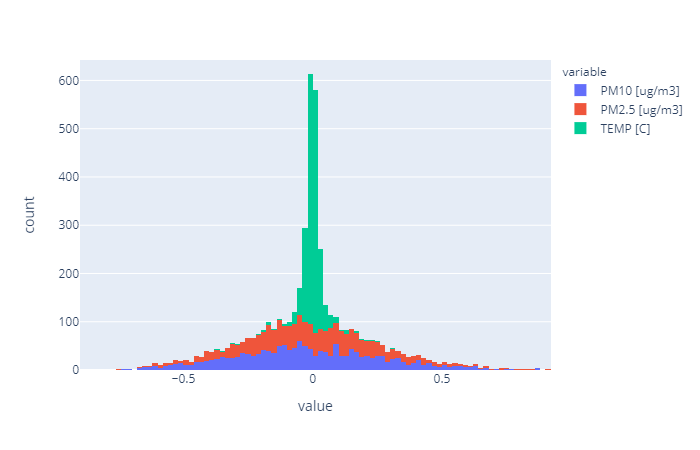 variable
PM10 [ug/m3]
PM2.5 [ug/m3]
TEMP [C]
count
600
500
400
300
200
100
0
−0.5
0
0.5
value